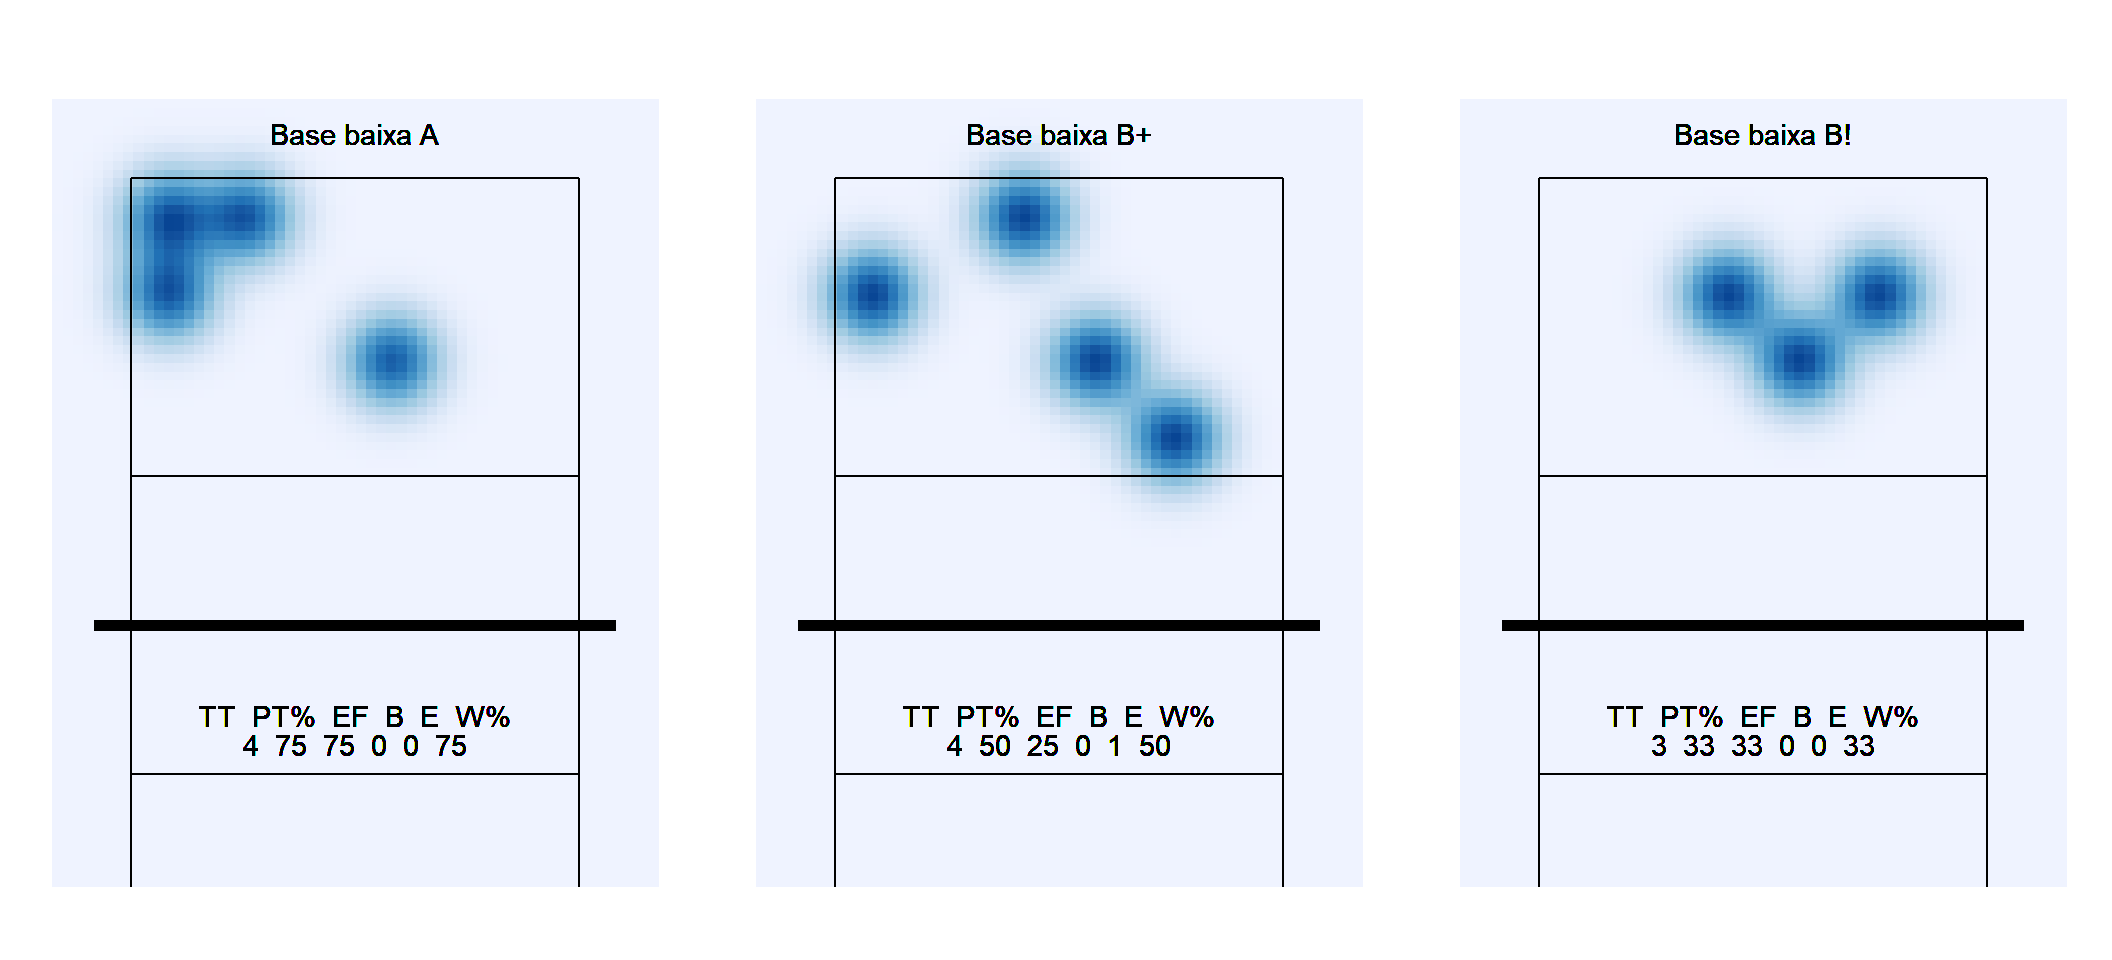 Base baixa A
TT PT% EF B E W%
4 75 75 0 0 75
Base baixa B+
TT PT% EF B E W%
4 50 25 0 1 50
Base baixa B!
TT PT% EF B E W%
3 33 33 0 0 33